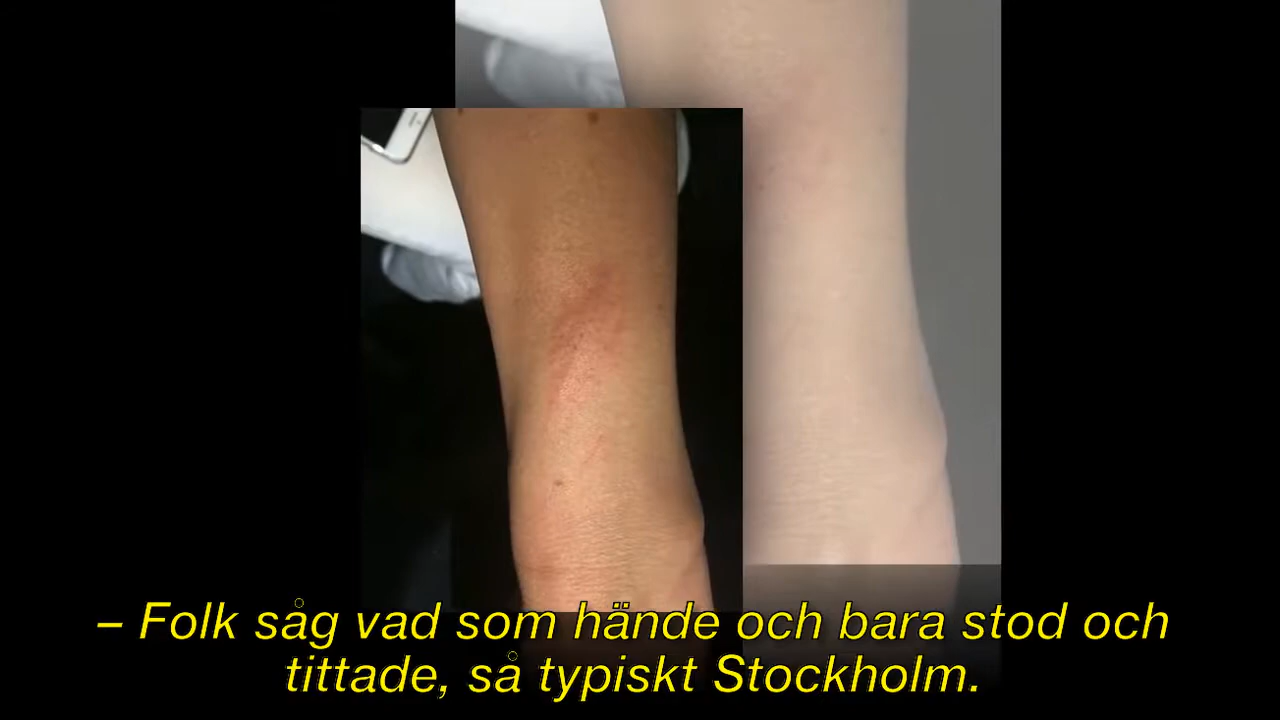 – Folk såg vad som hände och bara stod och
tittade, så typiskt Stockholm.